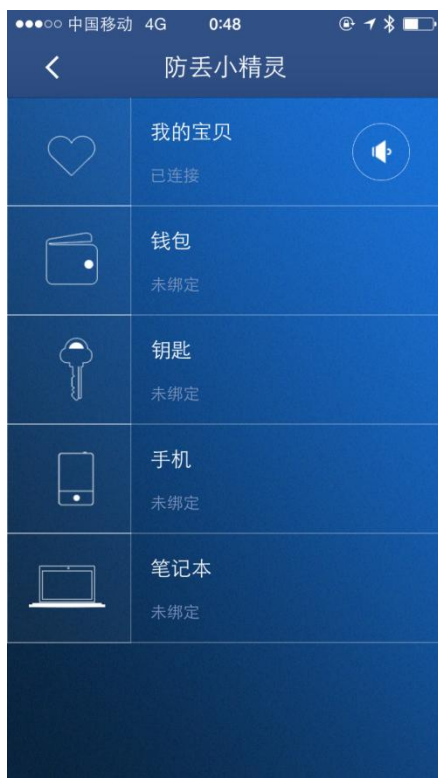 中国移动 4G 0:48
防丢小精灵
我的宝贝
已连接
钱包
未绑定
钥匙
未绑定
手机
未绑定
笔记本
未绑定